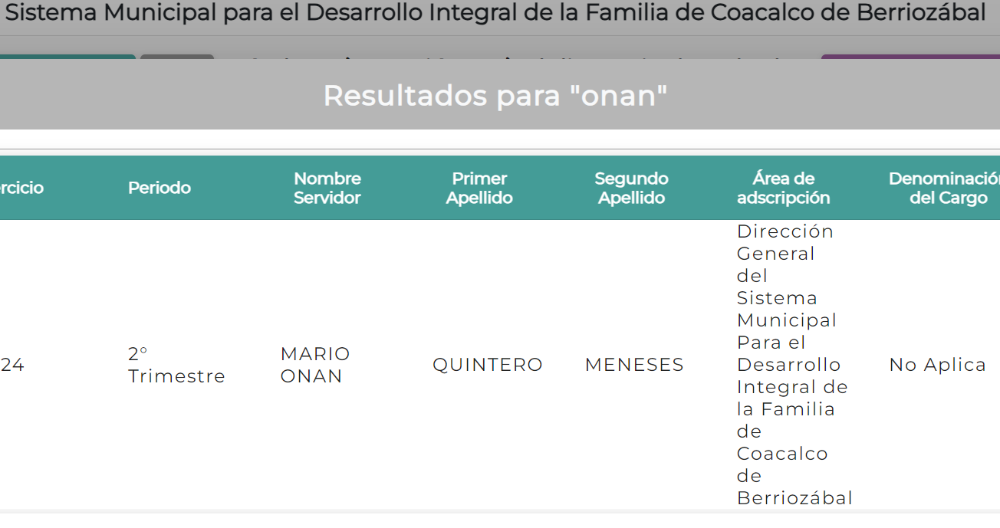 Sistema Municipal para el Desarrollo Integral de la Familia de Coacalco de Berriozábal
Resultados para "onan"
rcicio
Periodo
Nombre
Servidor
Primer
Apellido
Segundo
Apellido
Área de
adscripción
Denominación
del Cargo
24
2°
Trimestre
MARIO
ONAN
QUINTERO
MENESES
Dirección
General
del
Sistema
Municipal
Para el
Desarrollo
Integral de
la Familia
de
Coacalco
de
Berriozábal
No Aplica